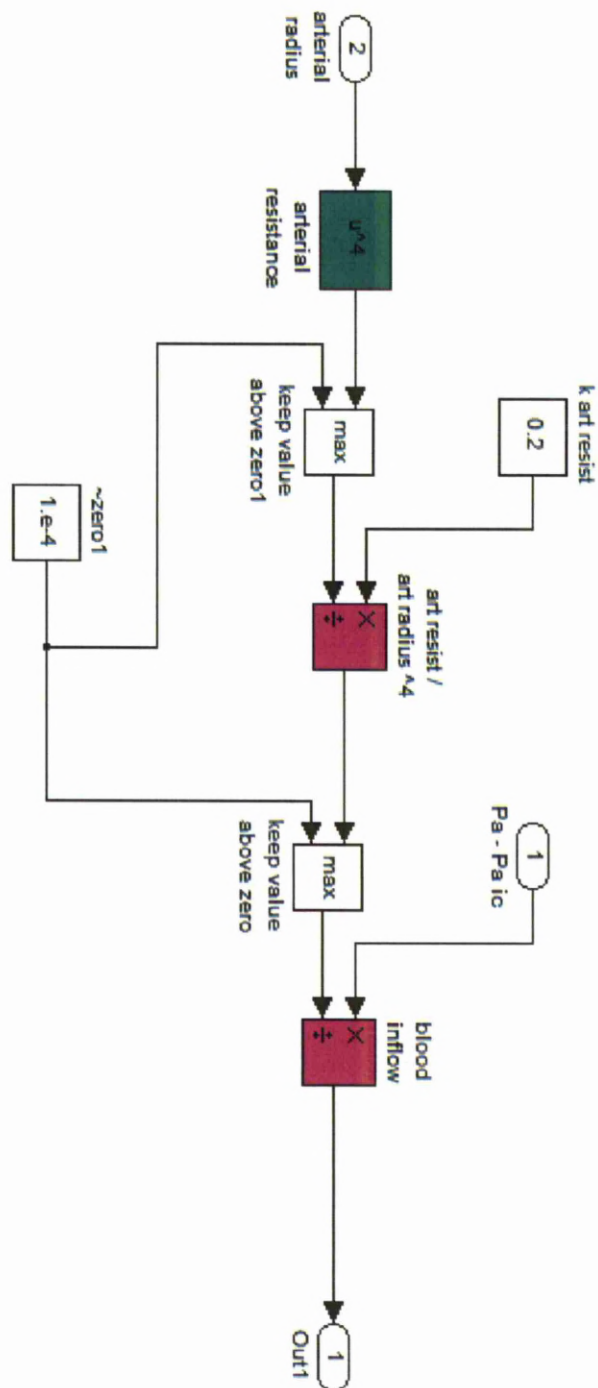 2
arterial
radius
u^4
arterial
resistance
k art resist
0.2
max
keep value
above zero1
~zero1
1.e-4
art resist /
art radius ^4
×
÷
1
Pa - Pa ic
max
keep value
above zero
blood
inflow
×
÷
1
Out1